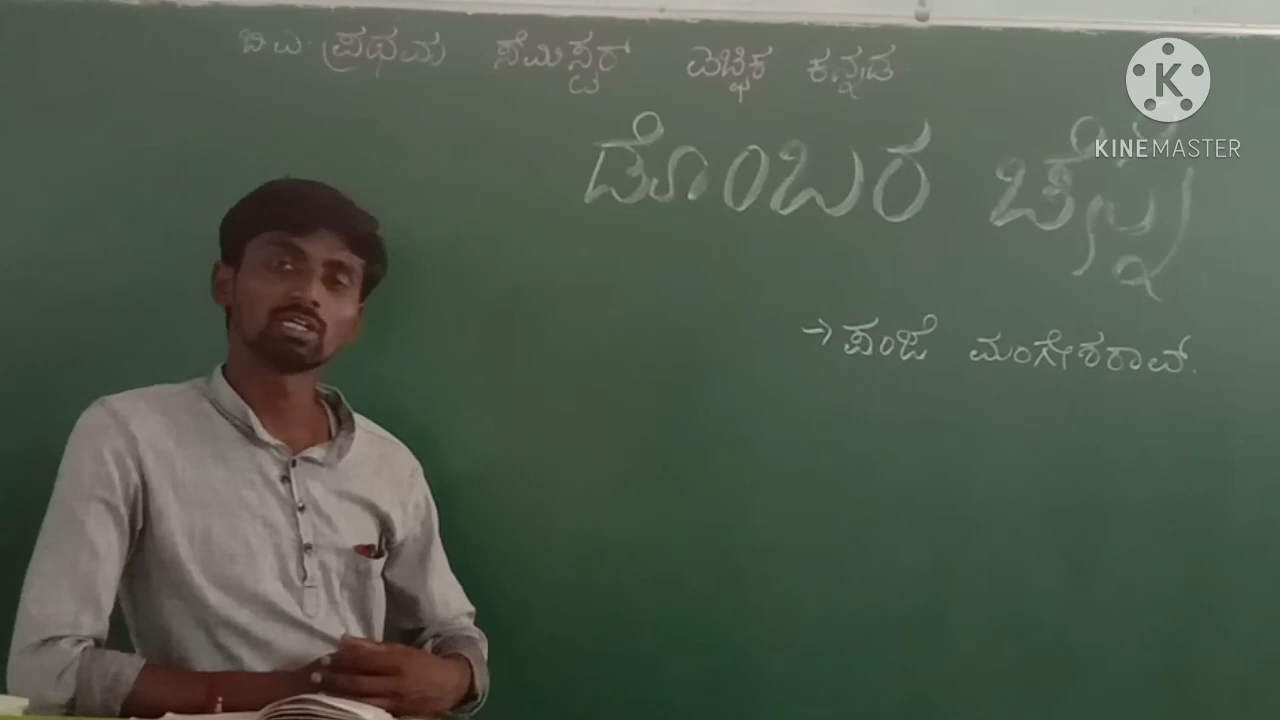 ಬಿ.ಎ. ಪ್ರಥಮ ಸೆಮಿಸ್ಟರ್ ಐಚ್ಛಿಕ ಕನ್ನಡ
ಡೊಂಬರ ಚೆನ್ನೆ
→ ಪಂಜೆ ಮಂಗೇಶರಾವ್.
K
KINEMASTER